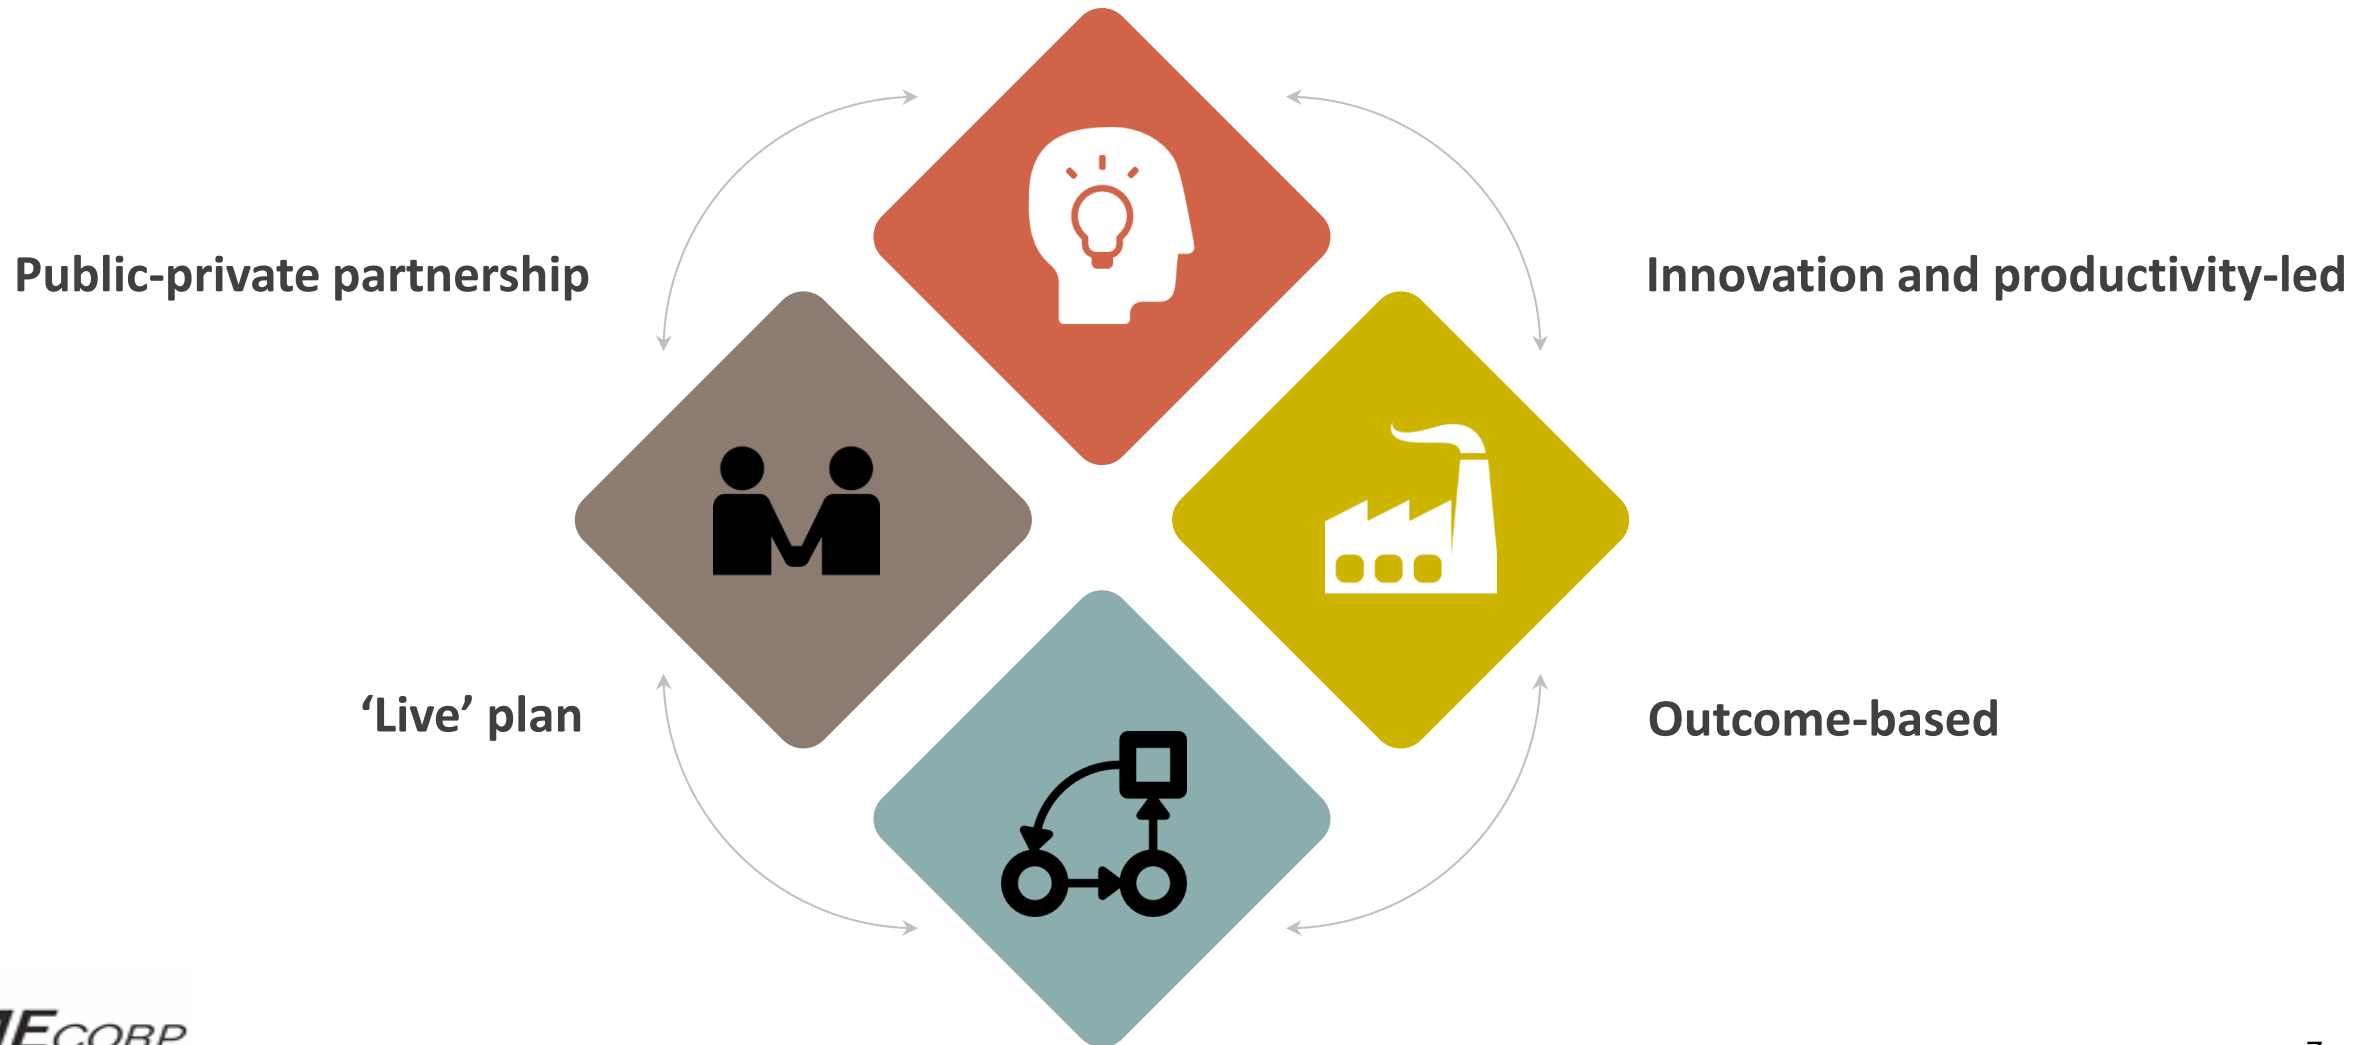 Public-private partnership
Innovation and productivity-led
‘Live’ plan
Outcome-based